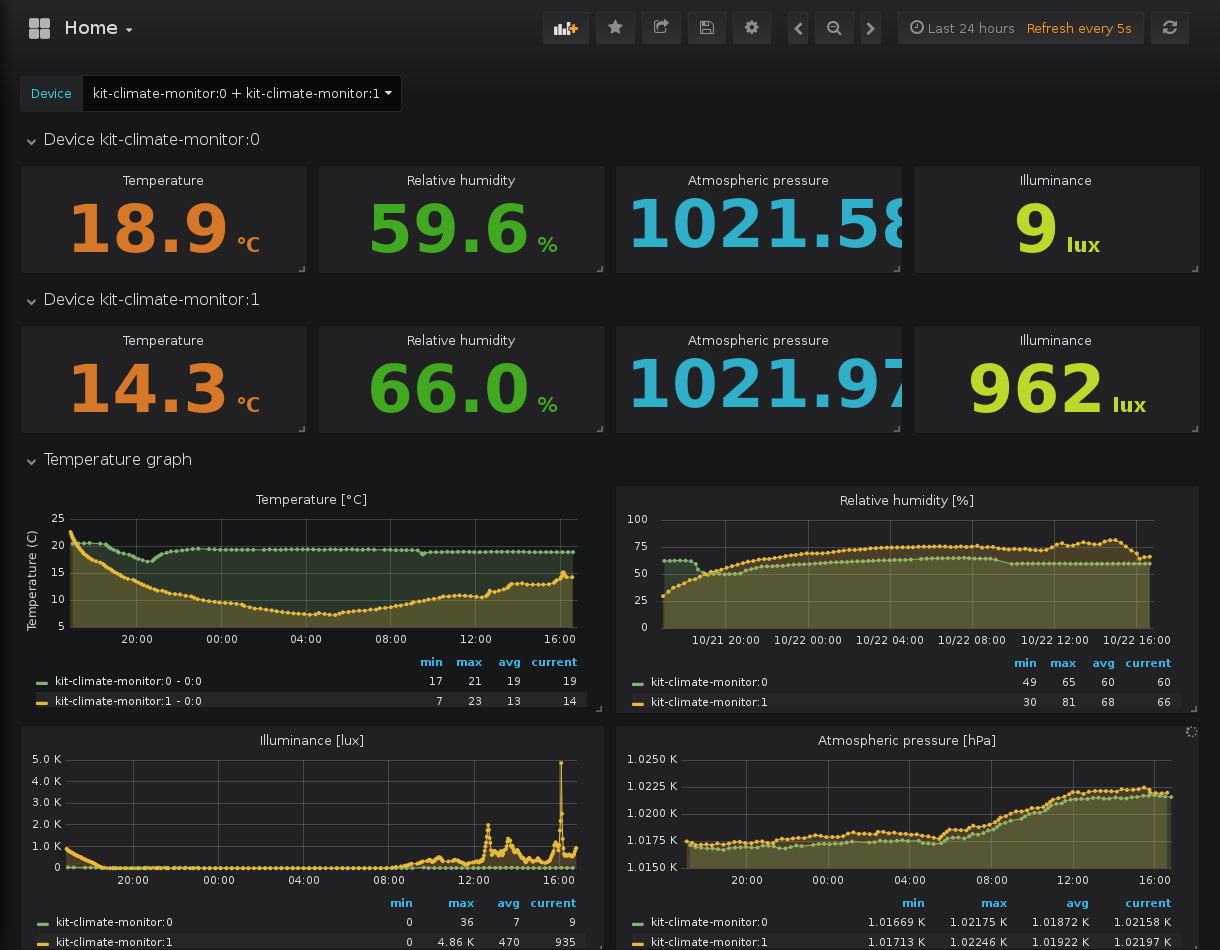 Home
Last 24 hours Refresh every 5s
Device kit-climate-monitor:0 + kit-climate-monitor:1
Device kit-climate-monitor:0
Temperature Relative humidity Atmospheric pressure Illuminance
18.9 °C 59.6 % 1021.58 9 lux
Device kit-climate-monitor:1
Temperature Relative humidity Atmospheric pressure Illuminance
14.3 °C 66.0 % 1021.97 962 lux
Temperature graph
Temperature [°C]
Temperature (C)
25
20
15
10
5
20:00 00:00 04:00 08:00 12:00 16:00
min max avg current
kit-climate-monitor:0 - 0:0 17 21 19 19
kit-climate-monitor:1 - 0:0 7 23 13 14
Relative humidity [%]
100
75
50
25
0
10/21 20:00 10/22 00:00 10/22 04:00 10/22 08:00 10/22 12:00 10/22 16:00
min max avg current
kit-climate-monitor:0 49 65 60 60
kit-climate-monitor:1 30 81 68 66
Illuminance [lux]
5.0 K
4.0 K
3.0 K
2.0 K
1.0 K
0
20:00 00:00 04:00 08:00 12:00 16:00
min max avg current
kit-climate-monitor:0 0 36 7 9
kit-climate-monitor:1 0 4.86 K 470 935
Atmospheric pressure [hPa]
1.0250 K
1.0225 K
1.0200 K
1.0175 K
1.0150 K
20:00 00:00 04:00 08:00 12:00 16:00
min max avg current
kit-climate-monitor:0 1.01669 K 1.02175 K 1.01872 K 1.02158 K
kit-climate-monitor:1 1.01713 K 1.02246 K 1.01922 K 1.02197 K